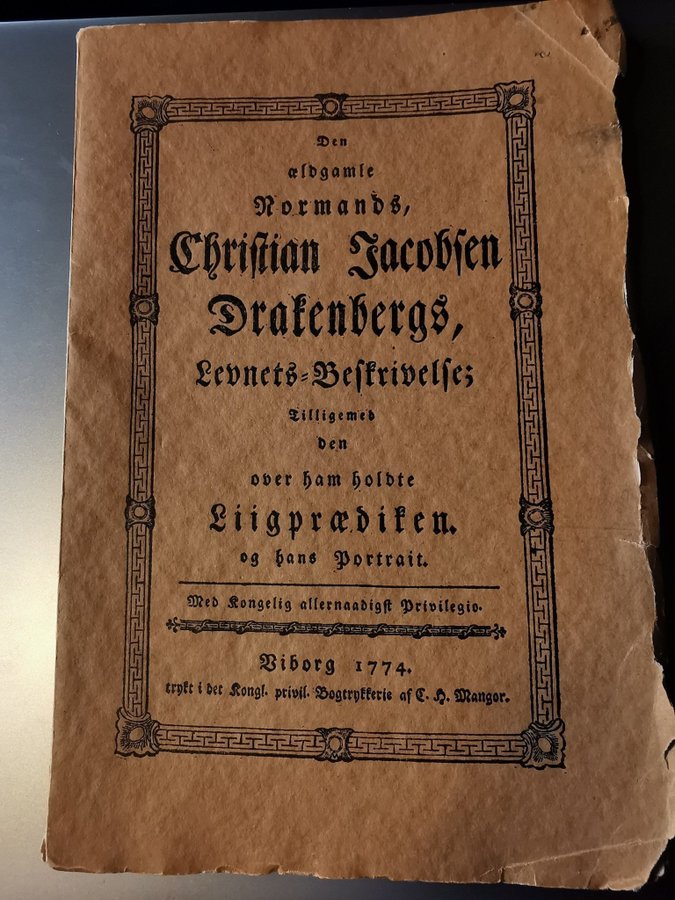 Den
ældgamle
Normands,
Chriſtian Jacobſen
Drakenbergs,
Levnets-Beſkrivelſe;
Tilligemed
den
over ham holdte
Liigprædiken.
og hans Portrait.
Med Kongelig allernaadigſt Privilegio.
Viborg 1774.
trykt i det Kongl. privil. Bogtrykkerie af C. H. Mangor.